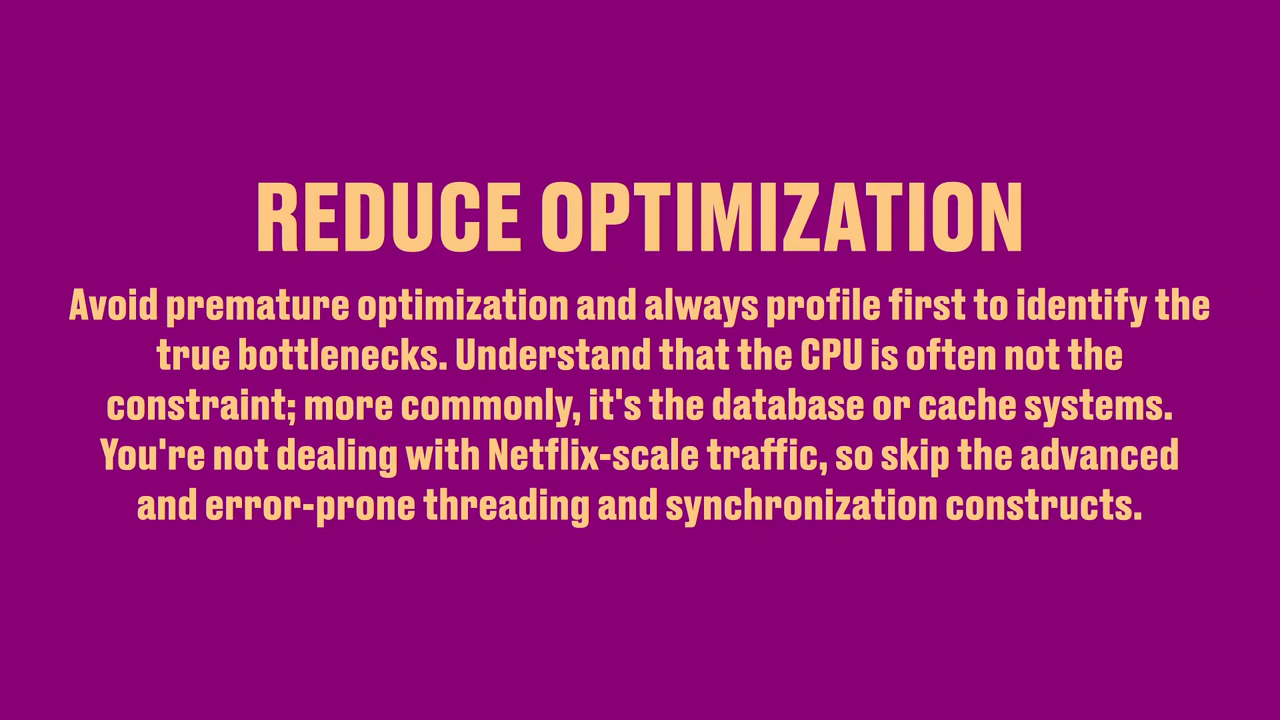 REDUCE OPTIMIZATION
Avoid premature optimization and always profile first to identify the
true bottlenecks. Understand that the CPU is often not the
constraint; more commonly, it's the database or cache systems.
You're not dealing with Netflix-scale traffic, so skip the advanced
and error-prone threading and synchronization constructs.